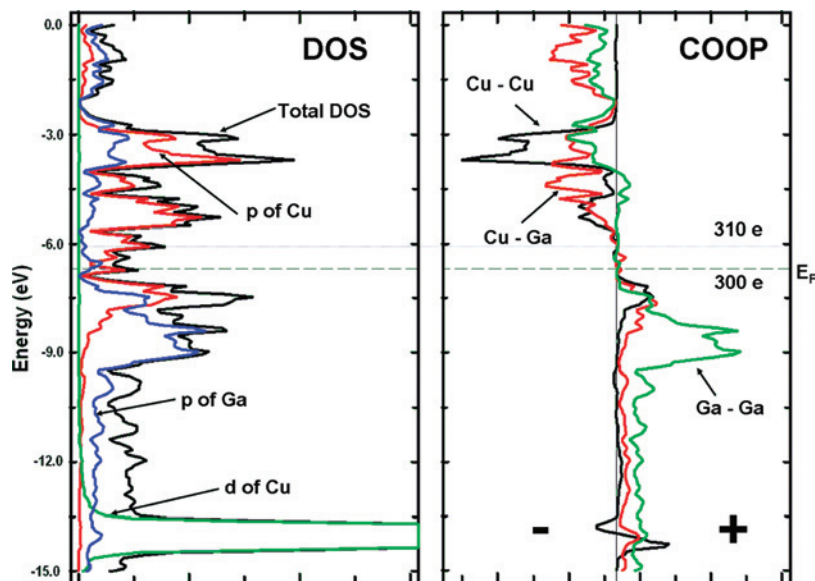 DOS
COOP
0.0
-3.0
-6.0
-9.0
-12.0
-15.0
Energy (eV)
Total DOS
p of Cu
p of Ga
d of Cu
Cu - Cu
Cu - Ga
310 e
300 e
E_F
Ga - Ga
-
+